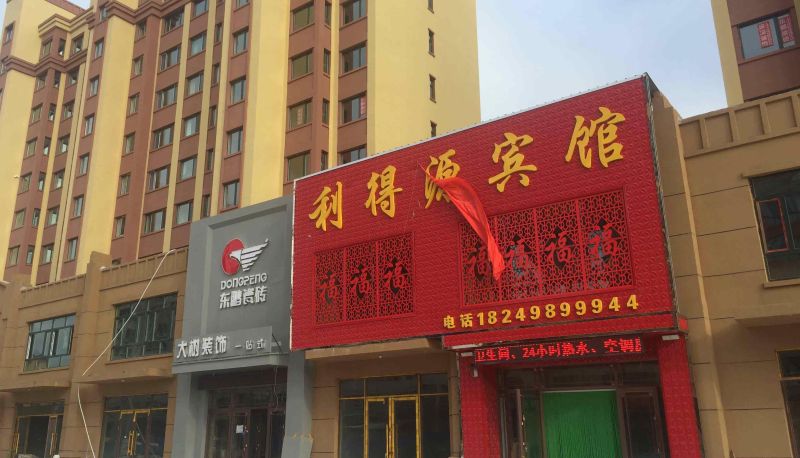 利得源宾馆
福福福
福福福福
电话18249899944
卫生间、24小时热水、空调
DONGPENG
东鹏瓷砖
大树装饰 一站式